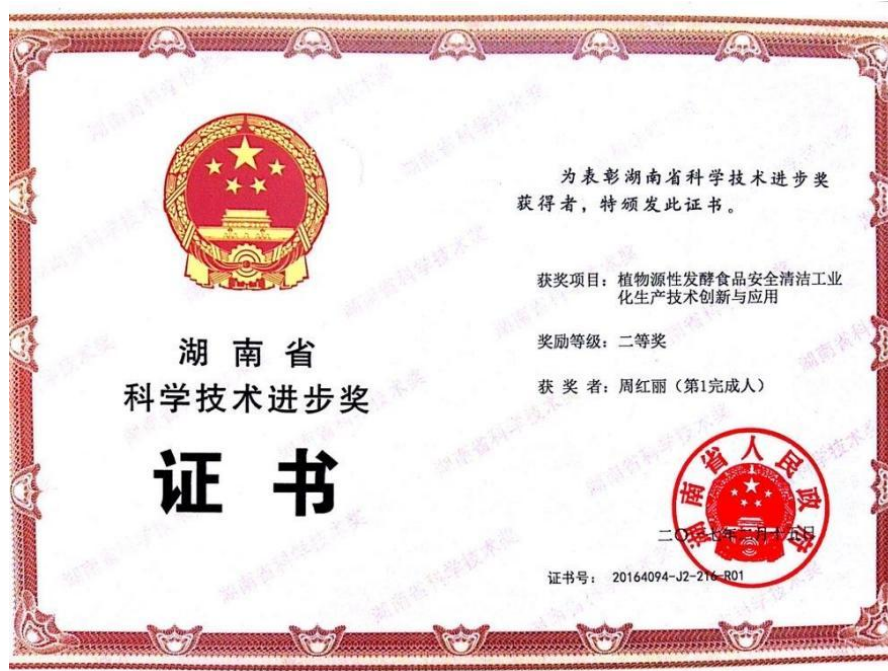 湖南省
科学技术进步奖
证书
为表彰湖南省科学技术进步奖
获得者，特颁发此证书。
获奖项目：植物源性发酵食品安全清洁工业
化生产技术创新与应用
奖励等级：二等奖
获奖者：周红丽（第1完成人）
湖南省人民政府
证书号：20164094-J2-216-R01